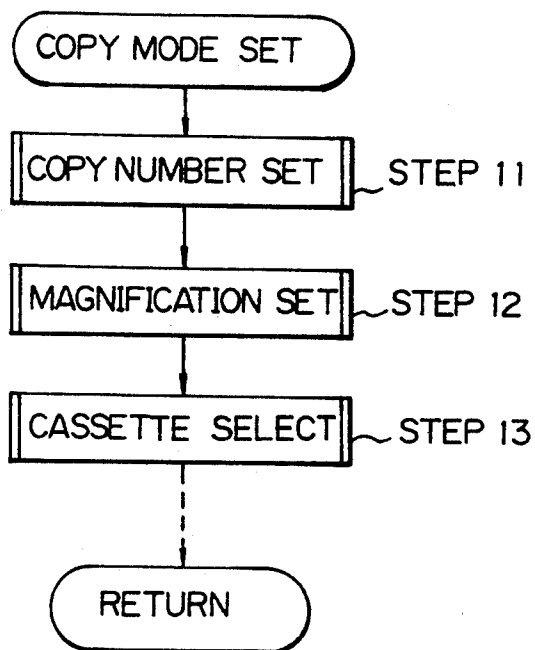 COPY MODE SET
COPY NUMBER SET STEP 11
MAGNIFICATION SET STEP 12
CASSETTE SELECT STEP 13
RETURN